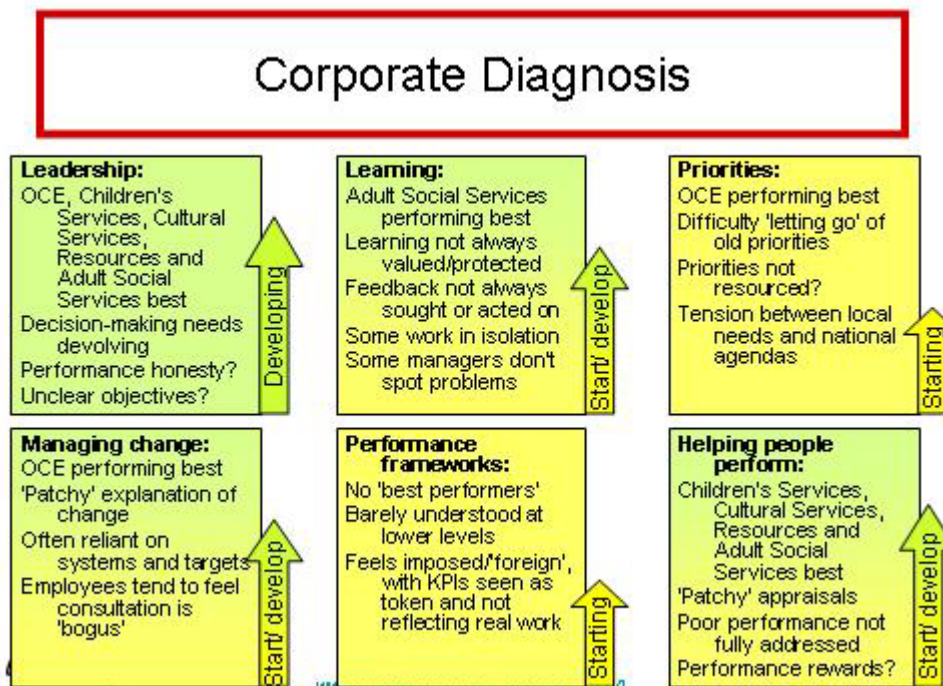 Corporate Diagnosis
Leadership:
OCE, Children's
Services, Cultural
Services,
Resources and
Adult Social
Services best
Decision-making needs
devolving
Performance honesty?
Unclear objectives?
Developing
Learning:
Adult Social Services
performing best
Learning not always
valued/protected
Feedback not always
sought or acted on
Some work in isolation
Some managers don't
spot problems
Start/ develop
Priorities:
OCE performing best
Difficulty 'letting go' of
old priorities
Priorities not
resourced?
Tension between local
needs and national
agendas
Starting
Managing change:
OCE performing best
'Patchy' explanation of
change
Often reliant on
systems and targets
Employees tend to feel
consultation is
'bogus'
Start/ develop
Performance
frameworks:
No 'best performers'
Barely understood at
lower levels
Feels imposed/'foreign',
with KPIs seen as
token and not
reflecting real work
Starting
Helping people
perform:
Children's Services,
Cultural Services,
Resources and
Adult Social
Services best
'Patchy' appraisals
Poor performance not
fully addressed
Performance rewards?
Start/ develop